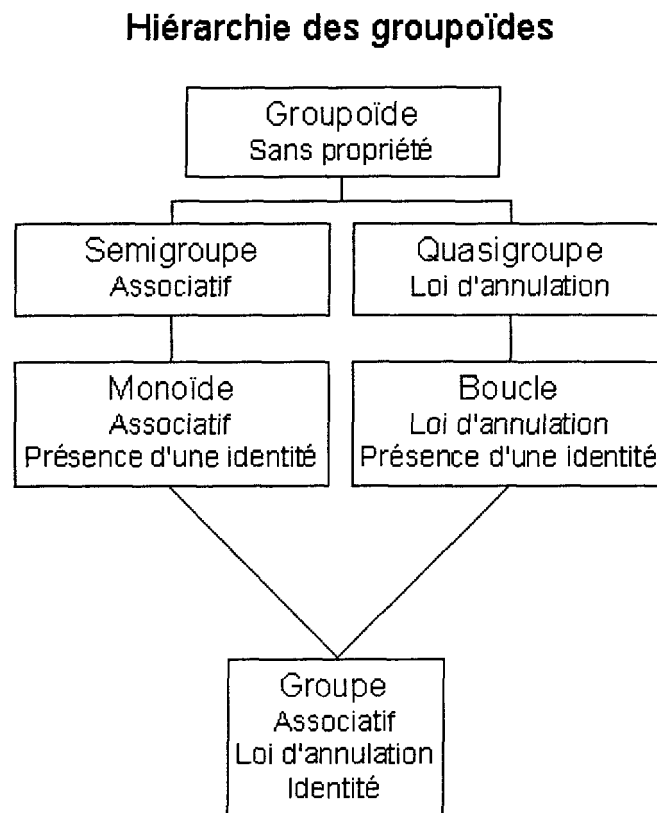 Hiérarchie des groupoïdes
Groupoïde
Sans propriété
Semigroupe
Associatif
Quasigroupe
Loi d'annulation
Monoïde
Associatif
Présence d'une identité
Boucle
Loi d'annulation
Présence d'une identité
Groupe
Associatif
Loi d'annulation
Identité